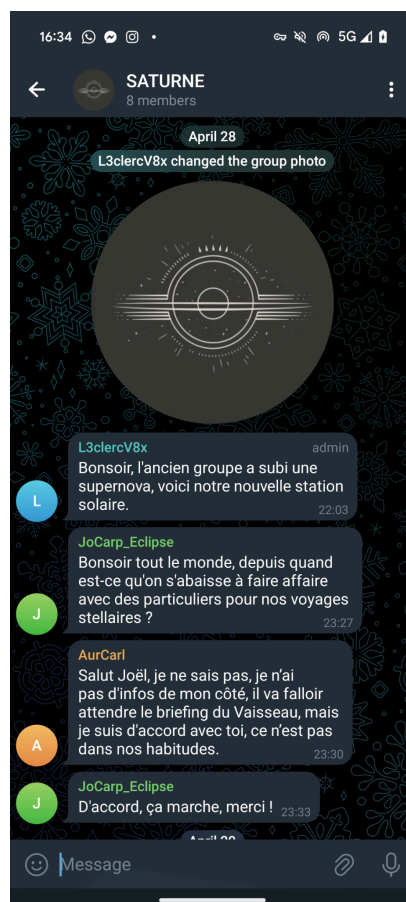 16:34
5G
SATURNE
8 members
April 28
L3clercV8x changed the group photo
L3clercV8x admin
Bonsoir, l'ancien groupe a subi une
supernova, voici notre nouvelle station
solaire.
22:03
L
JoCarp_Eclipse
Bonsoir tout le monde, depuis quand
est-ce qu'on s'abaisse à faire affaire
avec des particuliers pour nos voyages
stellaires ?
23:27
J
AurCarl
Salut Joël, je ne sais pas, je n’ai
pas d'infos de mon côté, il va falloir
attendre le briefing du Vaisseau, mais
je suis d'accord avec toi, ce n’est pas
dans nos habitudes.
23:30
A
JoCarp_Eclipse
D'accord, ça marche, merci ! 23:33
J
Message